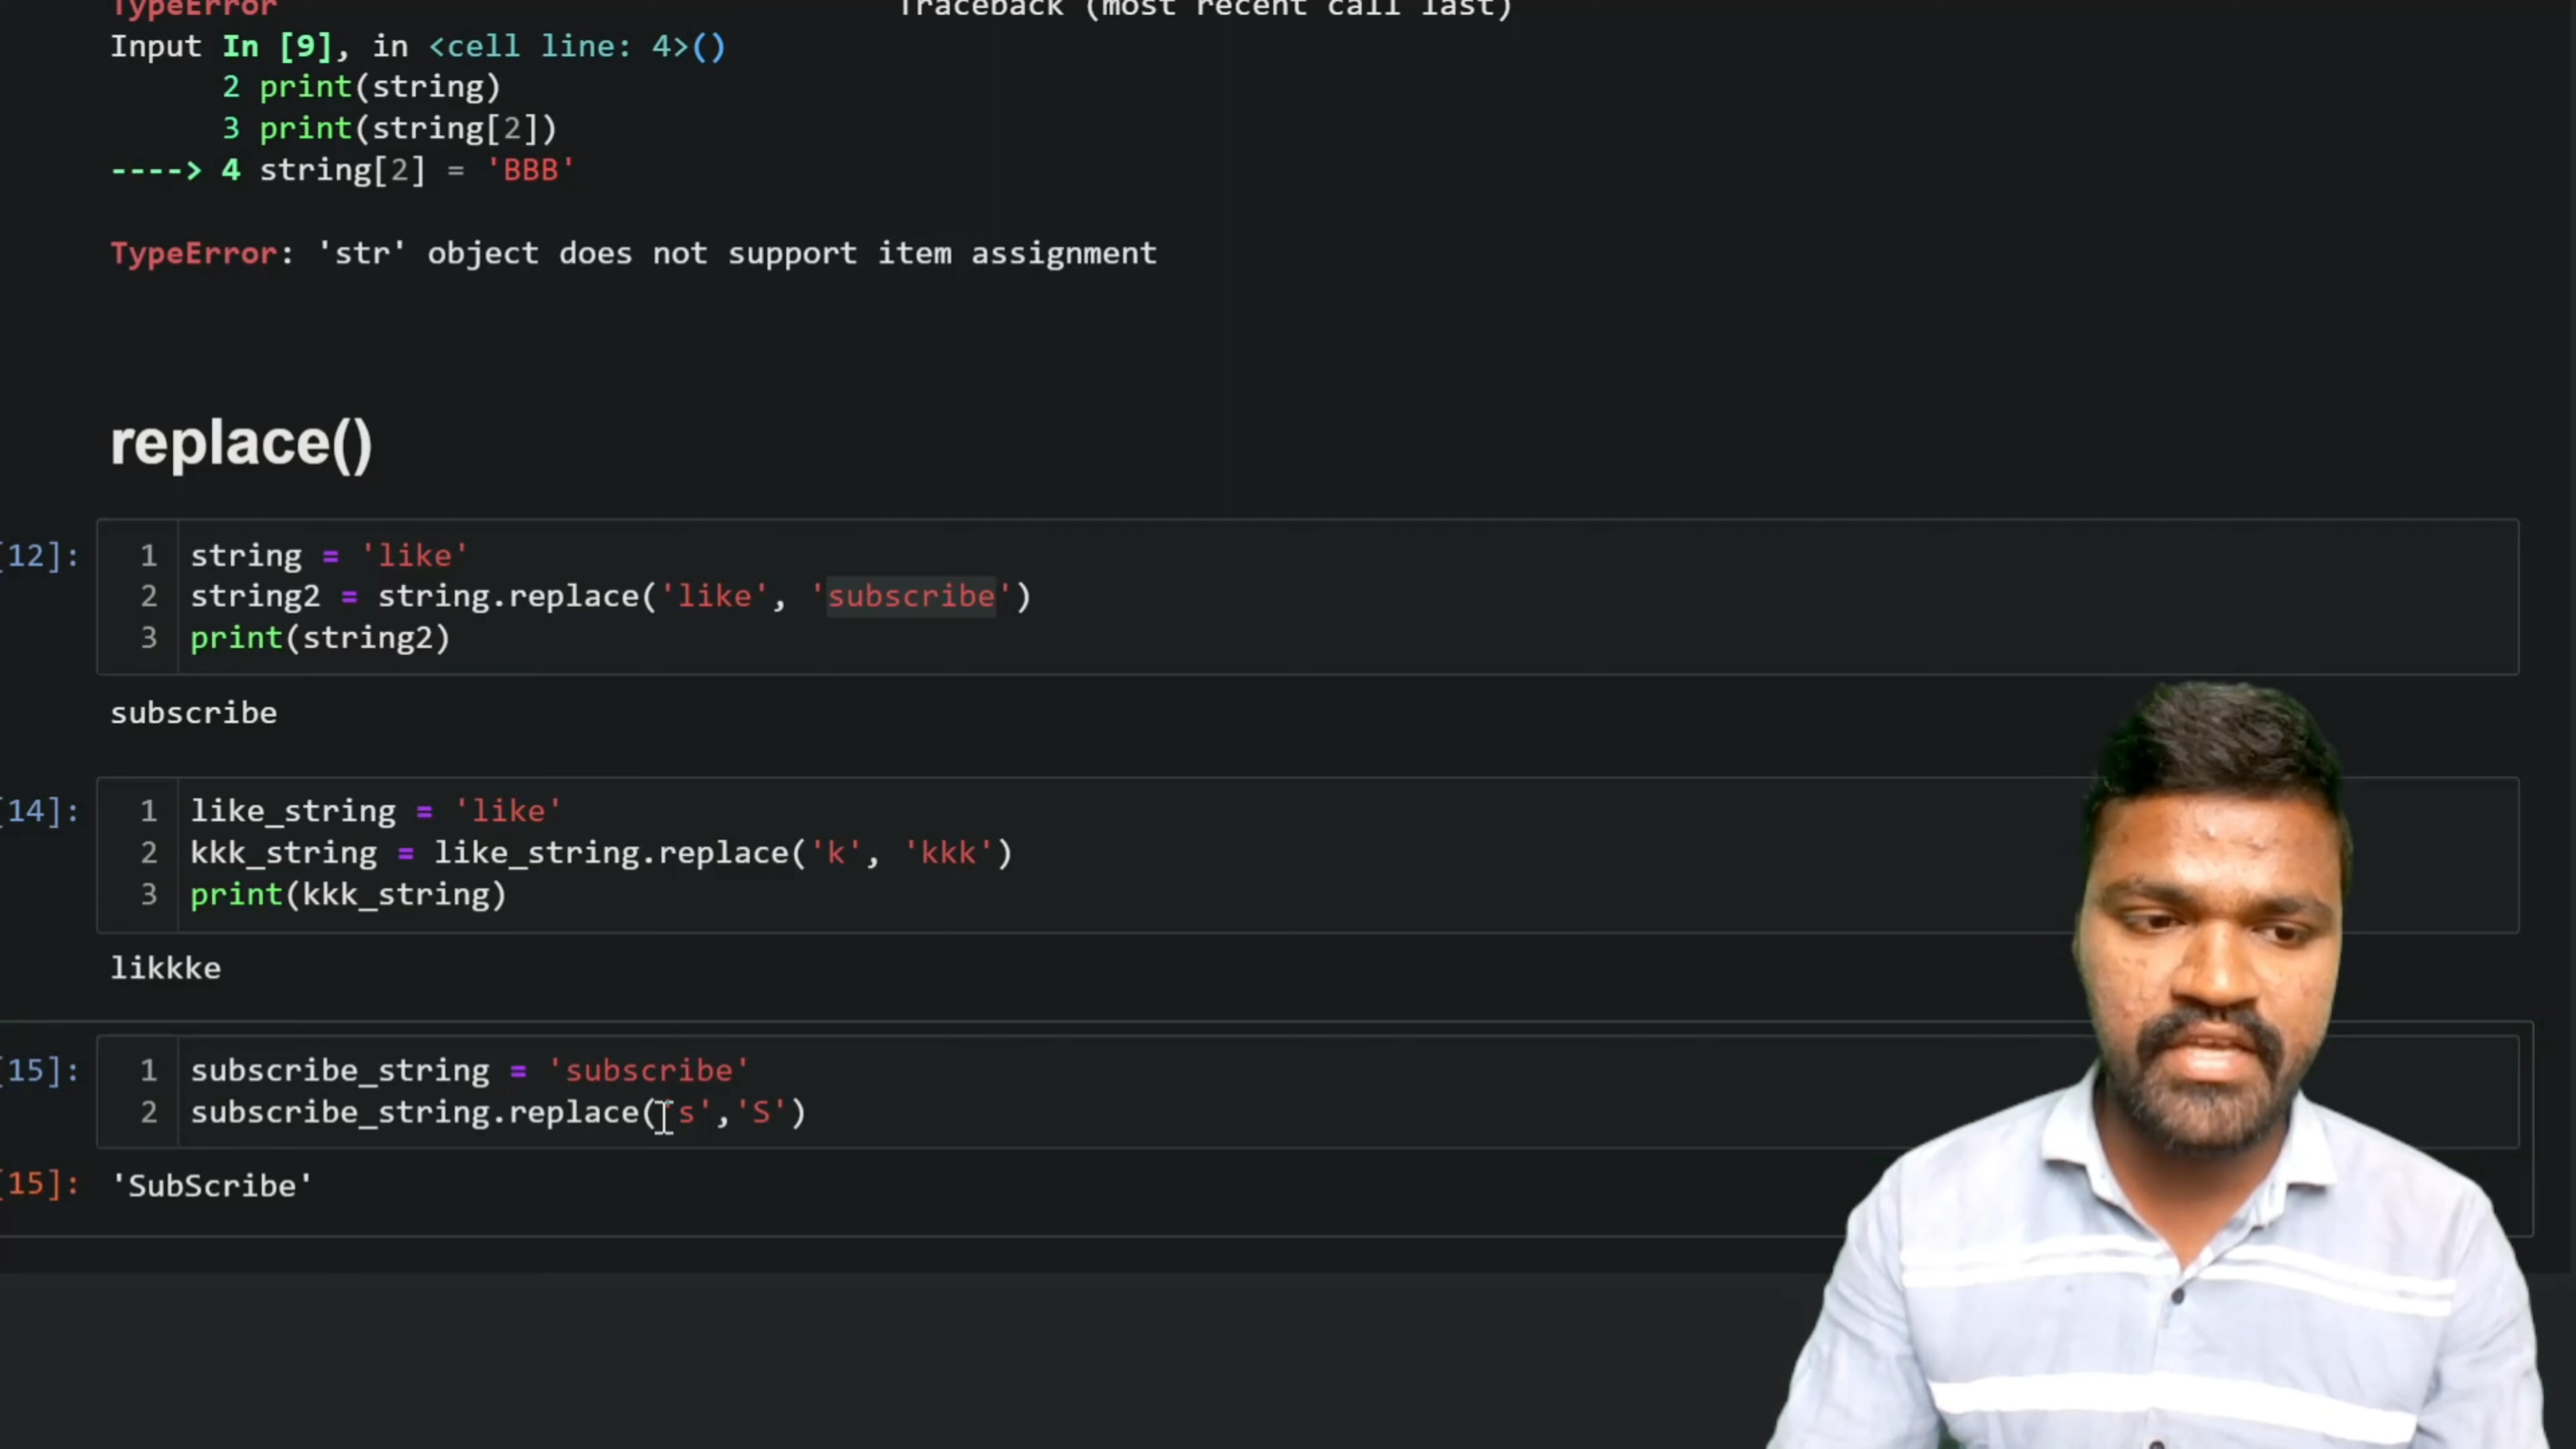 TypeError Traceback (most recent call last)
Input In [9], in <cell line: 4>()
2 print(string)
3 print(string[2])
----> 4 string[2] = 'BBB'
TypeError: 'str' object does not support item assignment
replace()
[12]:
1 string = 'like'
2 string2 = string.replace('like', 'subscribe')
3 print(string2)
subscribe
[14]:
1 like_string = 'like'
2 kkk_string = like_string.replace('k', 'kkk')
3 print(kkk_string)
likkke
[15]:
1 subscribe_string = 'subscribe'
2 subscribe_string.replace('s','S')
[15]: 'SubScribe'